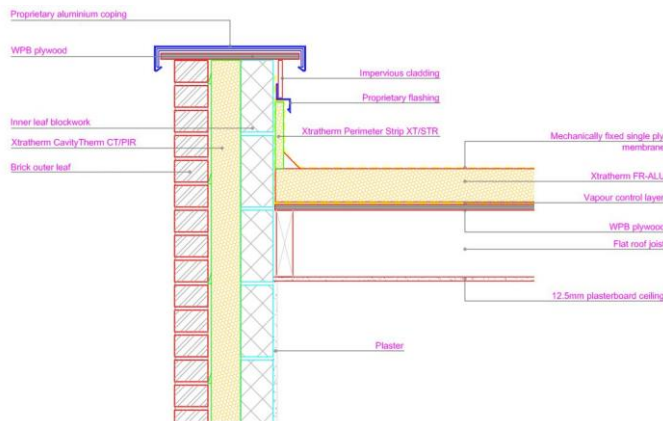 Proprietary aluminium coping
WPB plywood
Impervious cladding
Proprietary flashing
Inner leaf blockwork
Xtratherm Perimeter Strip XT/STR
Xtratherm CavityTherm CT/PIR
Brick outer leaf
Mechanically fixed single ply
membrane
Xtratherm FR-ALU
Vapour control layer
WPB plywood
Flat roof joist
12.5mm plasterboard ceiling
Plaster